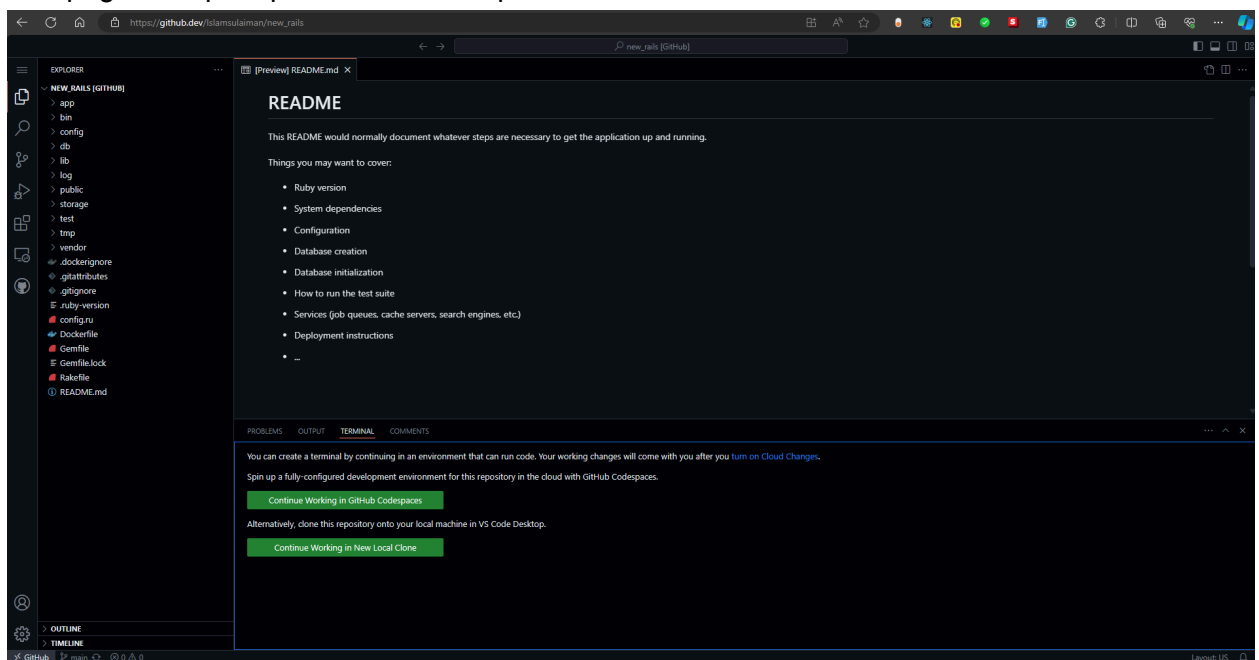 https://github.dev/Islamsulaiman/new_rails
new_rails [GitHub]
EXPLORER
[Preview] README.md
NEW_RAILS [GITHUB]
app
bin
config
db
lib
log
public
storage
test
tmp
vendor
.dockerignore
.gitattributes
.gitignore
.ruby-version
config.ru
Dockerfile
Gemfile
Gemfile.lock
Rakefile
README.md
README
This README would normally document whatever steps are necessary to get the application up and running.
Things you may want to cover:
• Ruby version
• System dependencies
• Configuration
• Database creation
• Database initialization
• How to run the test suite
• Services (job queues, cache servers, search engines, etc.)
• Deployment instructions
• ...
PROBLEMS OUTPUT TERMINAL COMMENTS
You can create a terminal by continuing in an environment that can run code. Your working changes will come with you after you turn on Cloud Changes.
Spin up a fully-configured development environment for this repository in the cloud with GitHub Codespaces.
Continue Working in GitHub Codespaces
Alternatively, clone this repository onto your local machine in VS Code Desktop.
Continue Working in New Local Clone
OUTLINE
TIMELINE
GitHub main 0 0 0
Layout: US